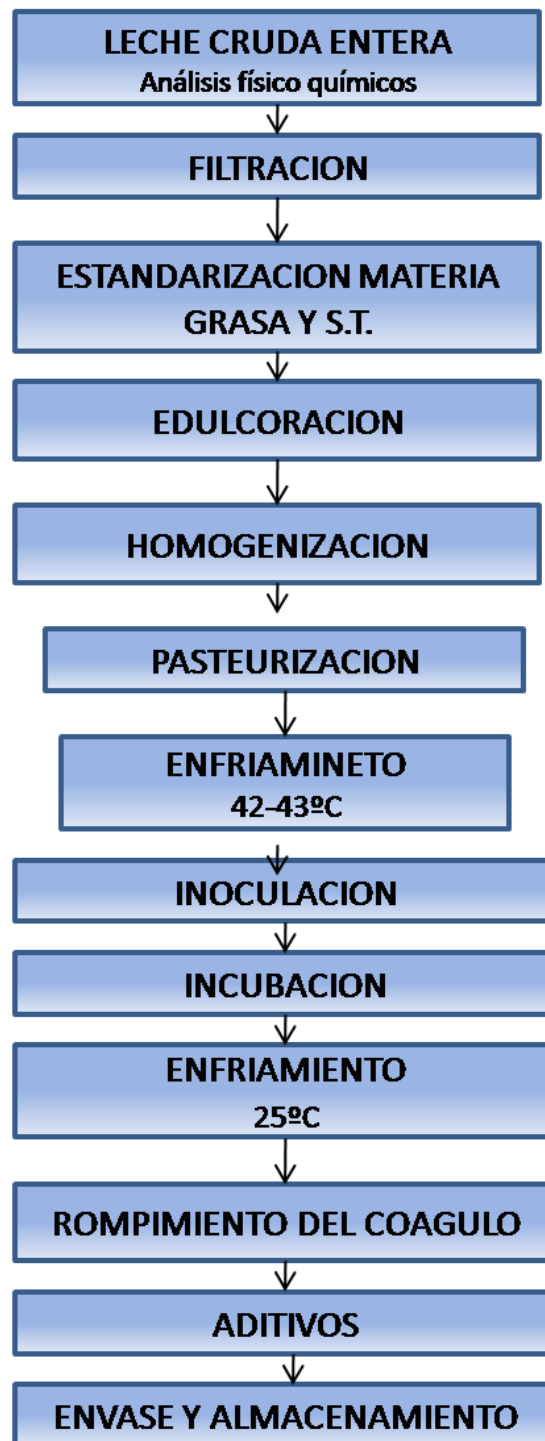 LECHE CRUDA ENTERA
Análisis físico químicos
FILTRACION
ESTANDARIZACION MATERIA
GRASA Y S.T.
EDULCORACION
HOMOGENIZACION
PASTEURIZACION
ENFRIAMINETO
42-43ºC
INOCULACION
INCUBACION
ENFRIAMIENTO
25ºC
ROMPIMIENTO DEL COAGULO
ADITIVOS
ENVASE Y ALMACENAMIENTO